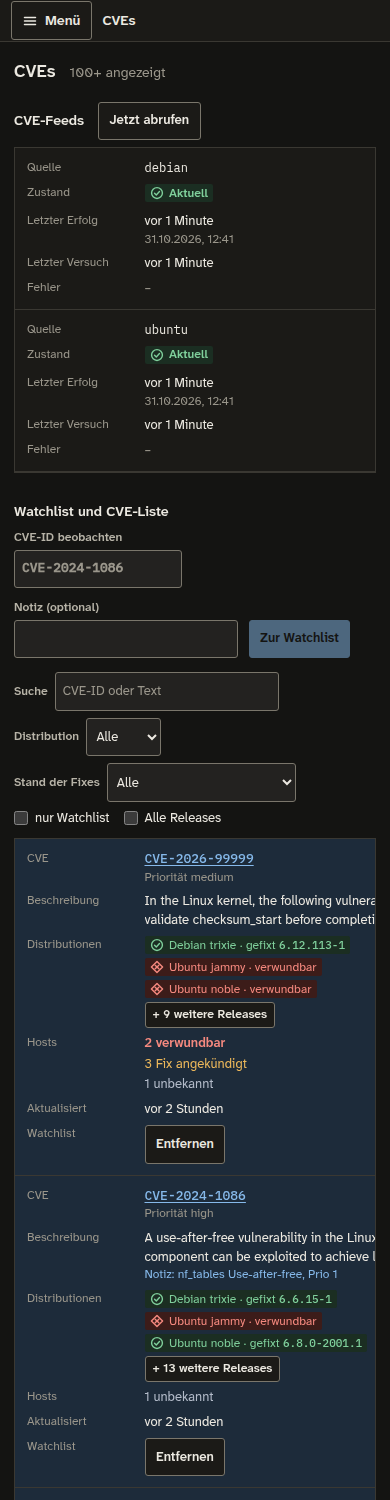 Menü CVEs
CVEs 100+ angezeigt
CVE-Feeds Jetzt abrufen
Quelle debian
Zustand Aktuell
Letzter Erfolg vor 1 Minute
31.10.2026, 12:41
Letzter Versuch vor 1 Minute
Fehler –
Quelle ubuntu
Zustand Aktuell
Letzter Erfolg vor 1 Minute
31.10.2026, 12:41
Letzter Versuch vor 1 Minute
Fehler –
Watchlist und CVE-Liste
CVE-ID beobachten
CVE-2024-1086
Notiz (optional)
Zur Watchlist
Suche CVE-ID oder Text
Distribution Alle
Stand der Fixes Alle
nur Watchlist Alle Releases
CVE CVE-2026-99999
Priorität medium
Beschreibung In the Linux kernel, the following vulnera
validate checksum_start before completi
Distributionen Debian trixie · gefixt 6.12.113-1
Ubuntu jammy · verwundbar
Ubuntu noble · verwundbar
+ 9 weitere Releases
Hosts 2 verwundbar
3 Fix angekündigt
1 unbekannt
Aktualisiert vor 2 Stunden
Watchlist Entfernen
CVE CVE-2024-1086
Priorität high
Beschreibung A use-after-free vulnerability in the Linux
component can be exploited to achieve l
Notiz: nf_tables Use-after-free, Prio 1
Distributionen Debian trixie · gefixt 6.6.15-1
Ubuntu jammy · verwundbar
Ubuntu noble · gefixt 6.8.0-2001.1
+ 13 weitere Releases
Hosts 1 unbekannt
Aktualisiert vor 2 Stunden
Watchlist Entfernen